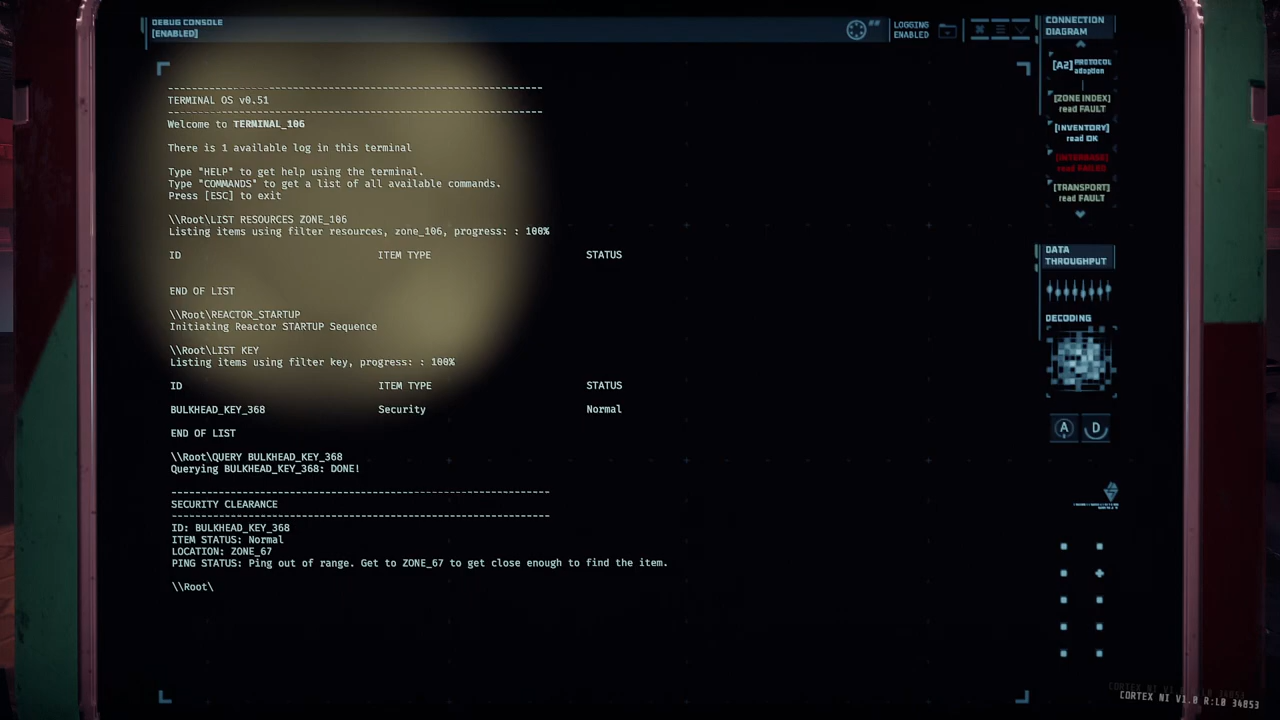 DEBUG CONSOLE
[ENABLED]
LOGGING
ENABLED
CONNECTION
DIAGRAM
[A2] PROTOCOL
adoption
[ZONE INDEX]
read FAULT
[INVENTORY]
read OK
read FAILED
[TRANSPORT]
read FAULT
DATA
THROUGHPUT
DECODING
A D
--------------------------------------------------------------
TERMINAL OS v0.51
--------------------------------------------------------------
Welcome to TERMINAL_106
There is 1 available log in this terminal
Type "HELP" to get help using the terminal.
Type "COMMANDS" to get a list of all available commands.
Press [ESC] to exit
\\Root\LIST RESOURCES ZONE_106
Listing items using filter resources, zone_106, progress: : 100%
ID ITEM TYPE STATUS
END OF LIST
\\Root\REACTOR_STARTUP
Initiating Reactor STARTUP Sequence
\\Root\LIST KEY
Listing items using filter key, progress: : 100%
ID ITEM TYPE STATUS
BULKHEAD_KEY_368 Security Normal
END OF LIST
\\Root\QUERY BULKHEAD_KEY_368
Querying BULKHEAD_KEY_368: DONE!
----------------------------------------------------------------
SECURITY CLEARANCE
----------------------------------------------------------------
ID: BULKHEAD_KEY_368
ITEM STATUS: Normal
LOCATION: ZONE_67
PING STATUS: Ping out of range. Get to ZONE_67 to get close enough to find the item.
\\Root\
CORTEX NI V1.0 R:L0 34853